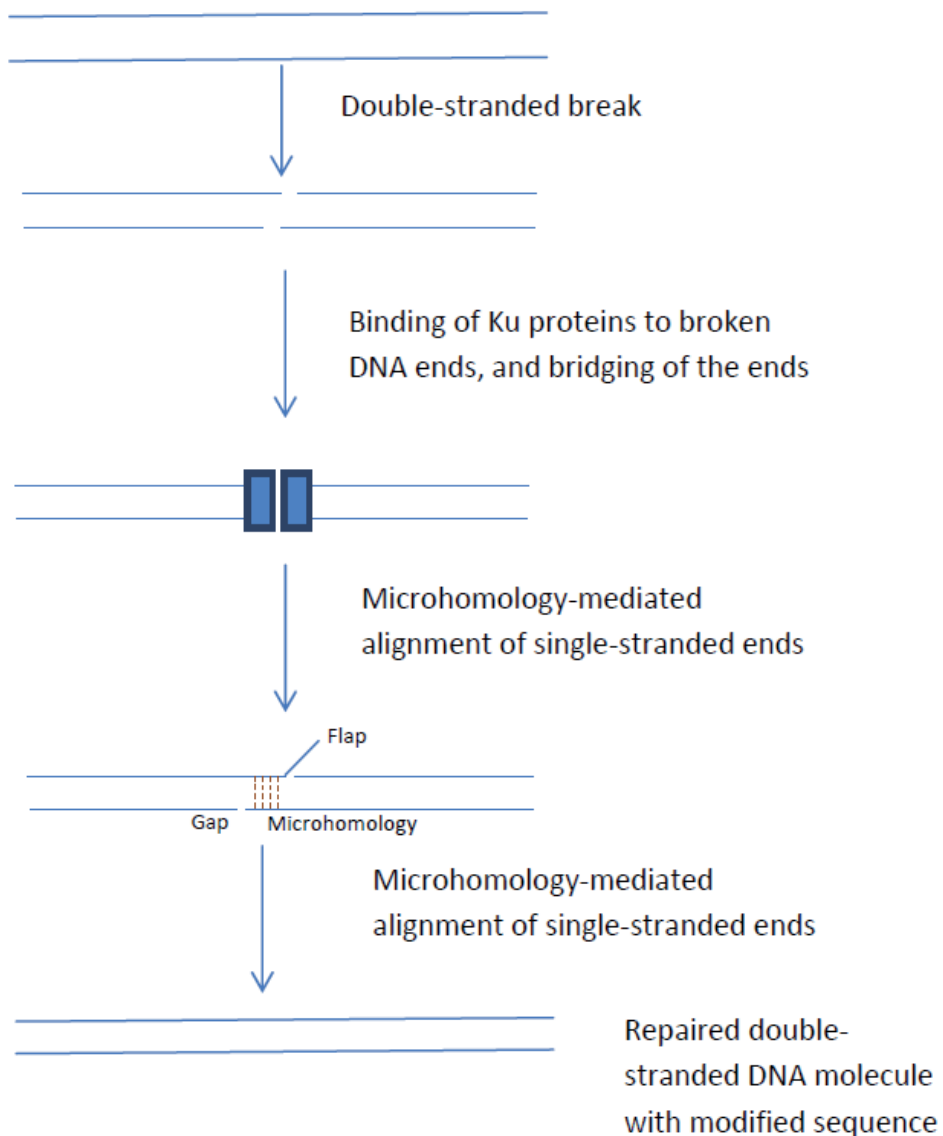 Double-stranded break
Binding of Ku proteins to broken
DNA ends, and bridging of the ends
Microhomology-mediated
alignment of single-stranded ends
Flap
Gap
Microhomology
Microhomology-mediated
alignment of single-stranded ends
Repaired double-
stranded DNA molecule
with modified sequence